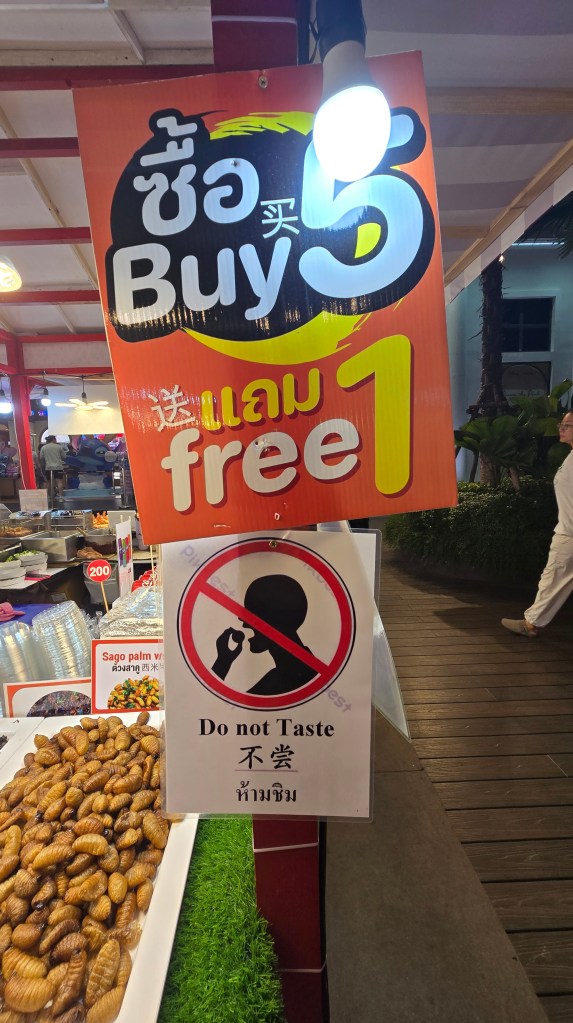 ซื้อ
Buy 买 5
送 แถม
free 1
Do not Taste
不尝
ห้ามชิม
200
Sago palm w
ด้วงสาคู 西米